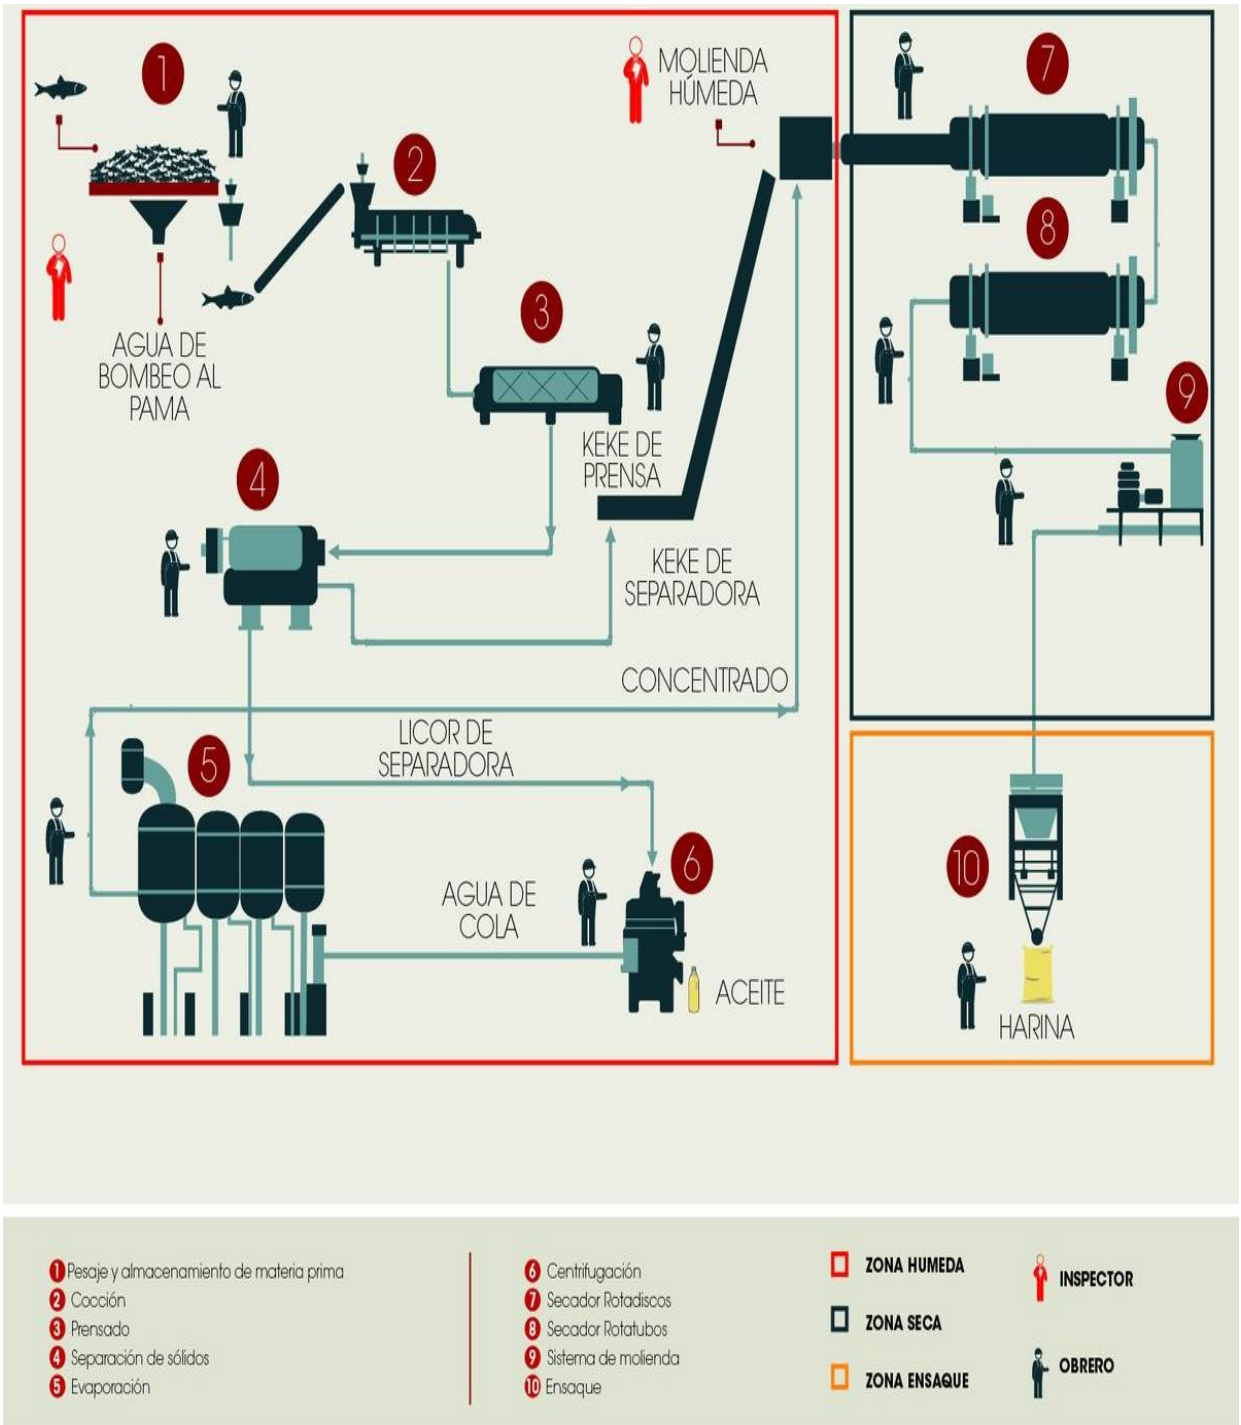 1
MOLIENDA
HÚMEDA
7
2
8
3
AGUA DE
BOMBEO AL
PAMA
9
KEKE DE
PRENSA
4
KEKE DE
SEPARADORA
CONCENTRADO
LICOR DE
SEPARADORA
5
6
10
AGUA DE
COLA
ACEITE
HARINA
1 Pesaje y almacenamiento de materia prima
2 Cocción
3 Prensado
4 Separación de sólidos
5 Evaporación
6 Centrifugación
7 Secador Rotadiscos
8 Secador Rotatubos
9 Sistema de molienda
10 Ensaque
ZONA HUMEDA
ZONA SECA
ZONA ENSAQUE
INSPECTOR
OBRERO